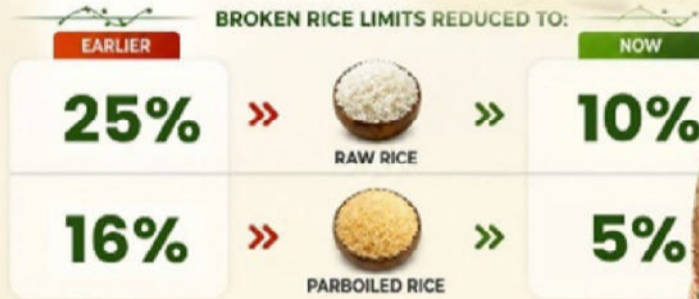 BROKEN RICE LIMITS REDUCED TO:
EARLIER
NOW
25%
10%
RAW RICE
16%
5%
PARBOILED RICE